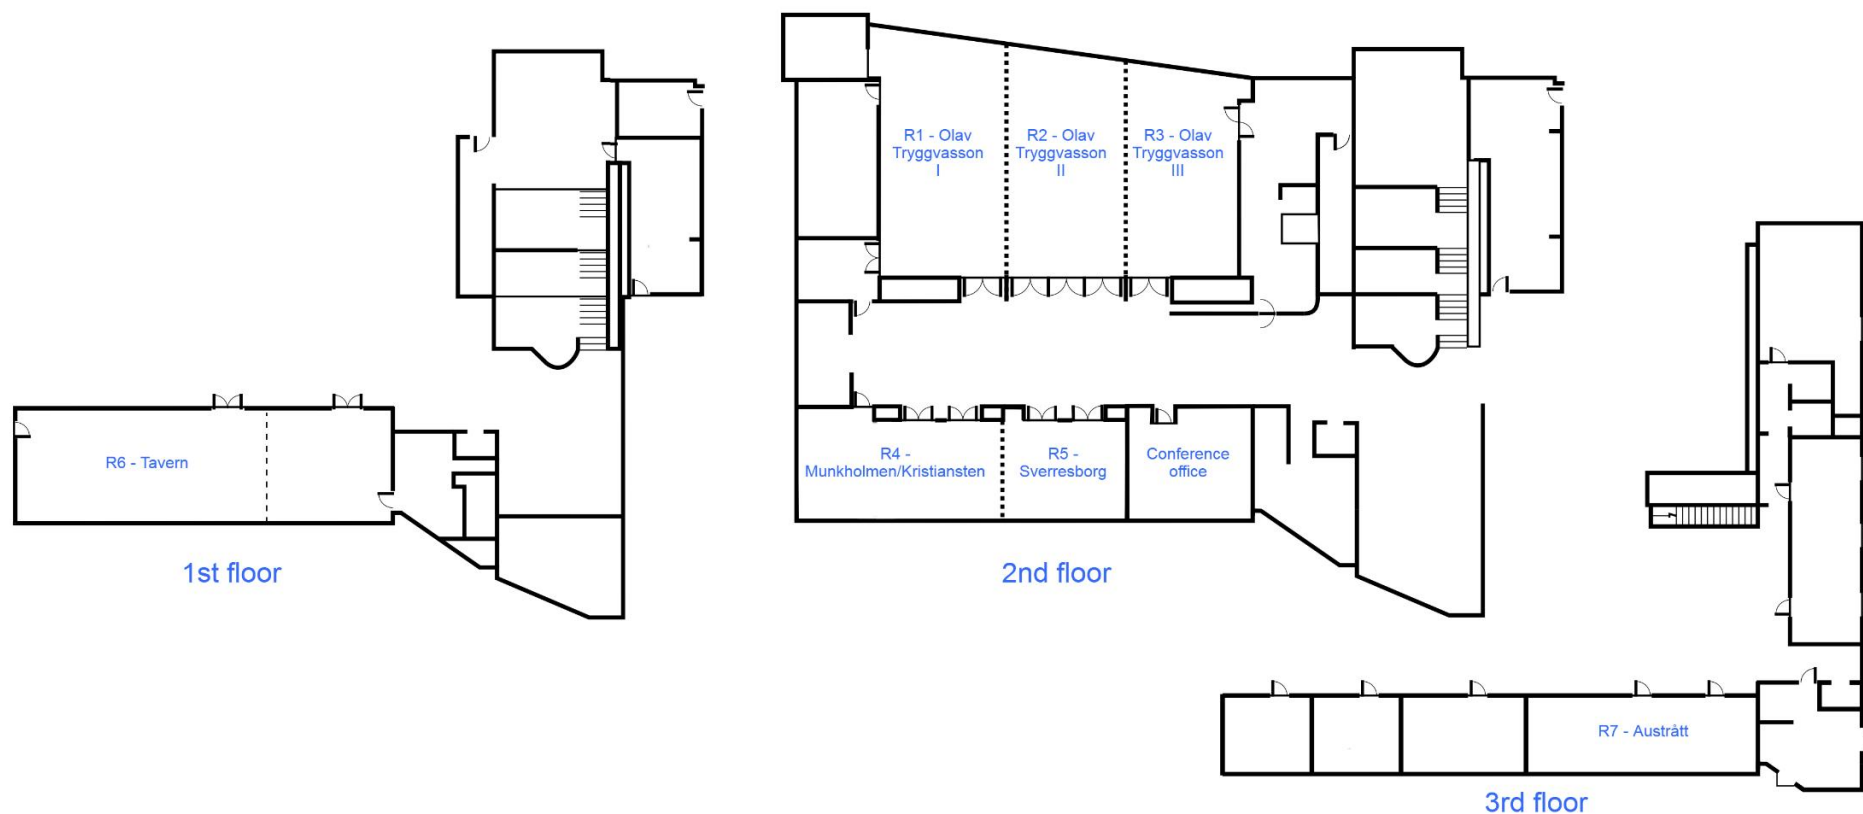 R1 - Olav
Tryggvasson
I
R2 - Olav
Tryggvasson
II
R3 - Olav
Tryggvasson
III
R6 - Tavern
R4 -
Munkholmen/Kristiansten
R5 -
Sverresborg
Conference
office
1st floor
2nd floor
R7 - Austrått
3rd floor